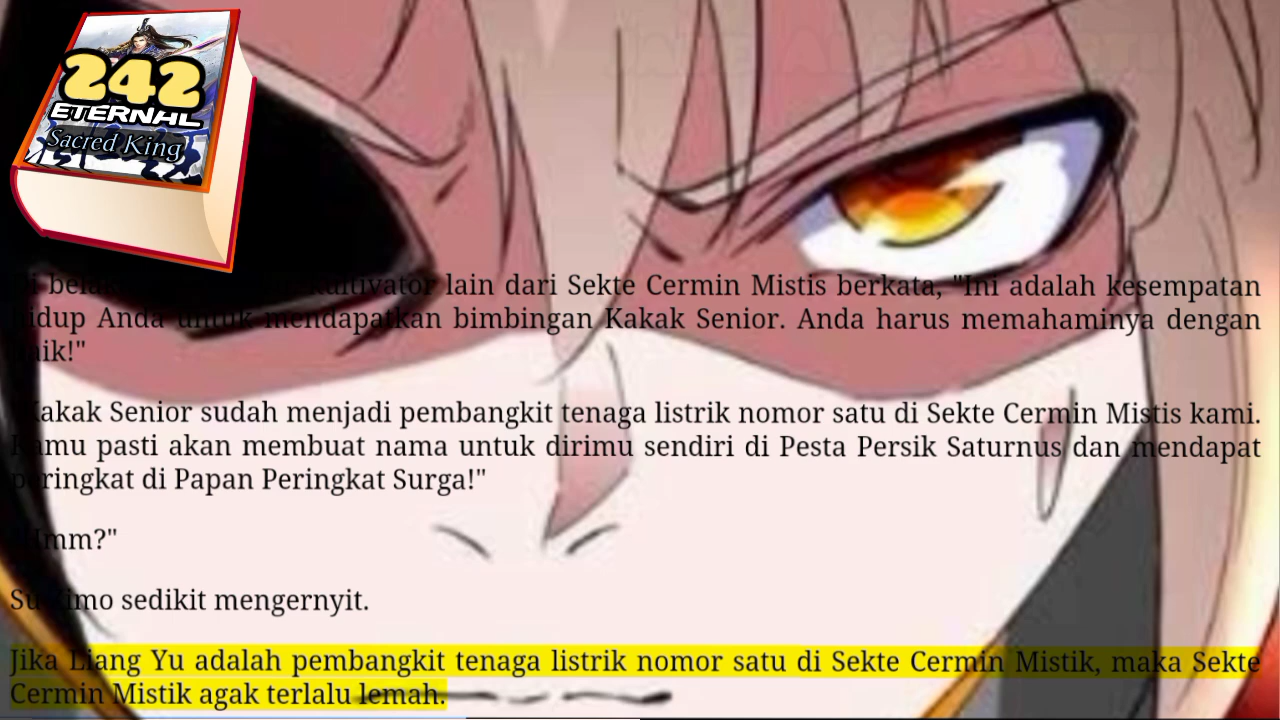 242
ETERNAL
Sacred King
lain dari Sekte Cermin Mistis berkata, "Ini adalah kesempatan
hidup Anda untuk mendapatkan bimbingan Kakak Senior. Anda harus memahaminya dengan
baik!"
Kakak Senior sudah menjadi pembangkit tenaga listrik nomor satu di Sekte Cermin Mistis kami.
Kamu pasti akan membuat nama untuk dirimu sendiri di Pesta Persik Saturnus dan mendapat
peringkat di Papan Peringkat Surga!"
"Hmm?"
Su Zimo sedikit mengernyit.
Jika Liang Yu adalah pembangkit tenaga listrik nomor satu di Sekte Cermin Mistik, maka Sekte
Cermin Mistik agak terlalu lemah.